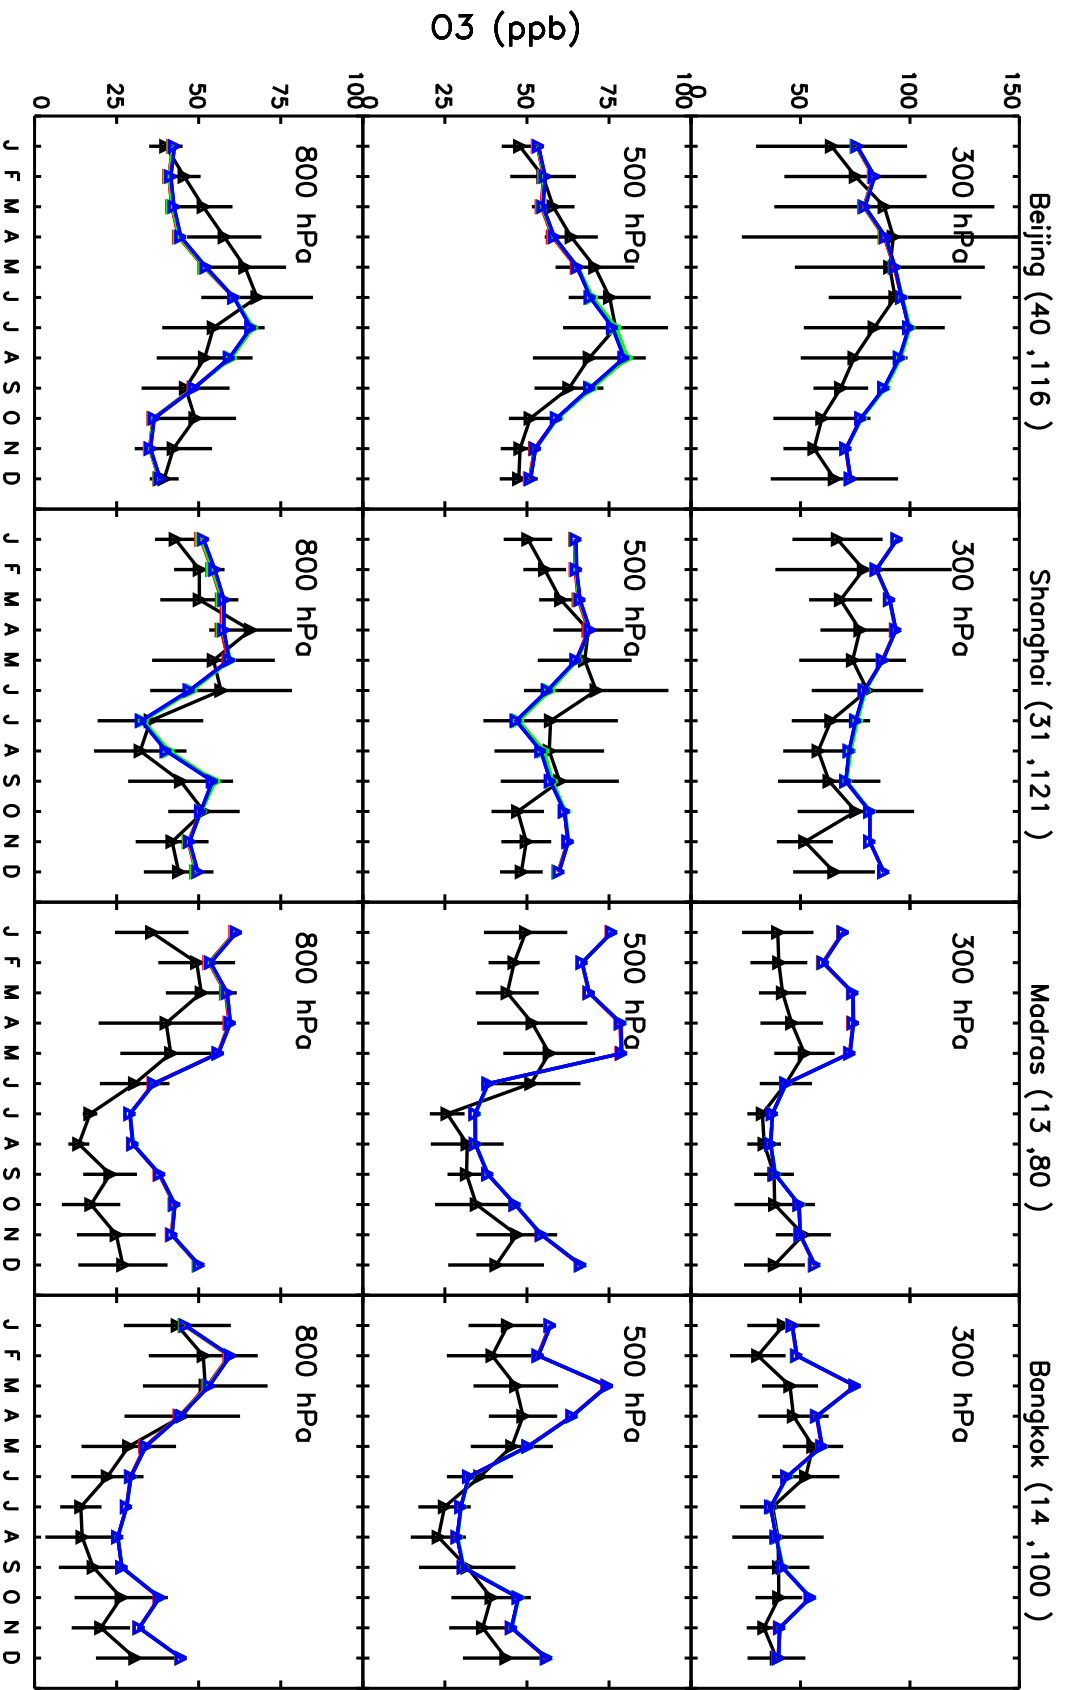 Beijing (40 ,116 )
Shanghai (31 ,121 )
Madras (13 ,80 )
Bangkok (14 ,100 )
O3 (ppb)
150
100
50
0
300 hPa
300 hPa
300 hPa
300 hPa
100
75
50
25
0
500 hPa
500 hPa
500 hPa
500 hPa
100
75
50
25
0
800 hPa
800 hPa
800 hPa
800 hPa
J F M A M J J A S O N D
J F M A M J J A S O N D
J F M A M J J A S O N D
J F M A M J J A S O N D